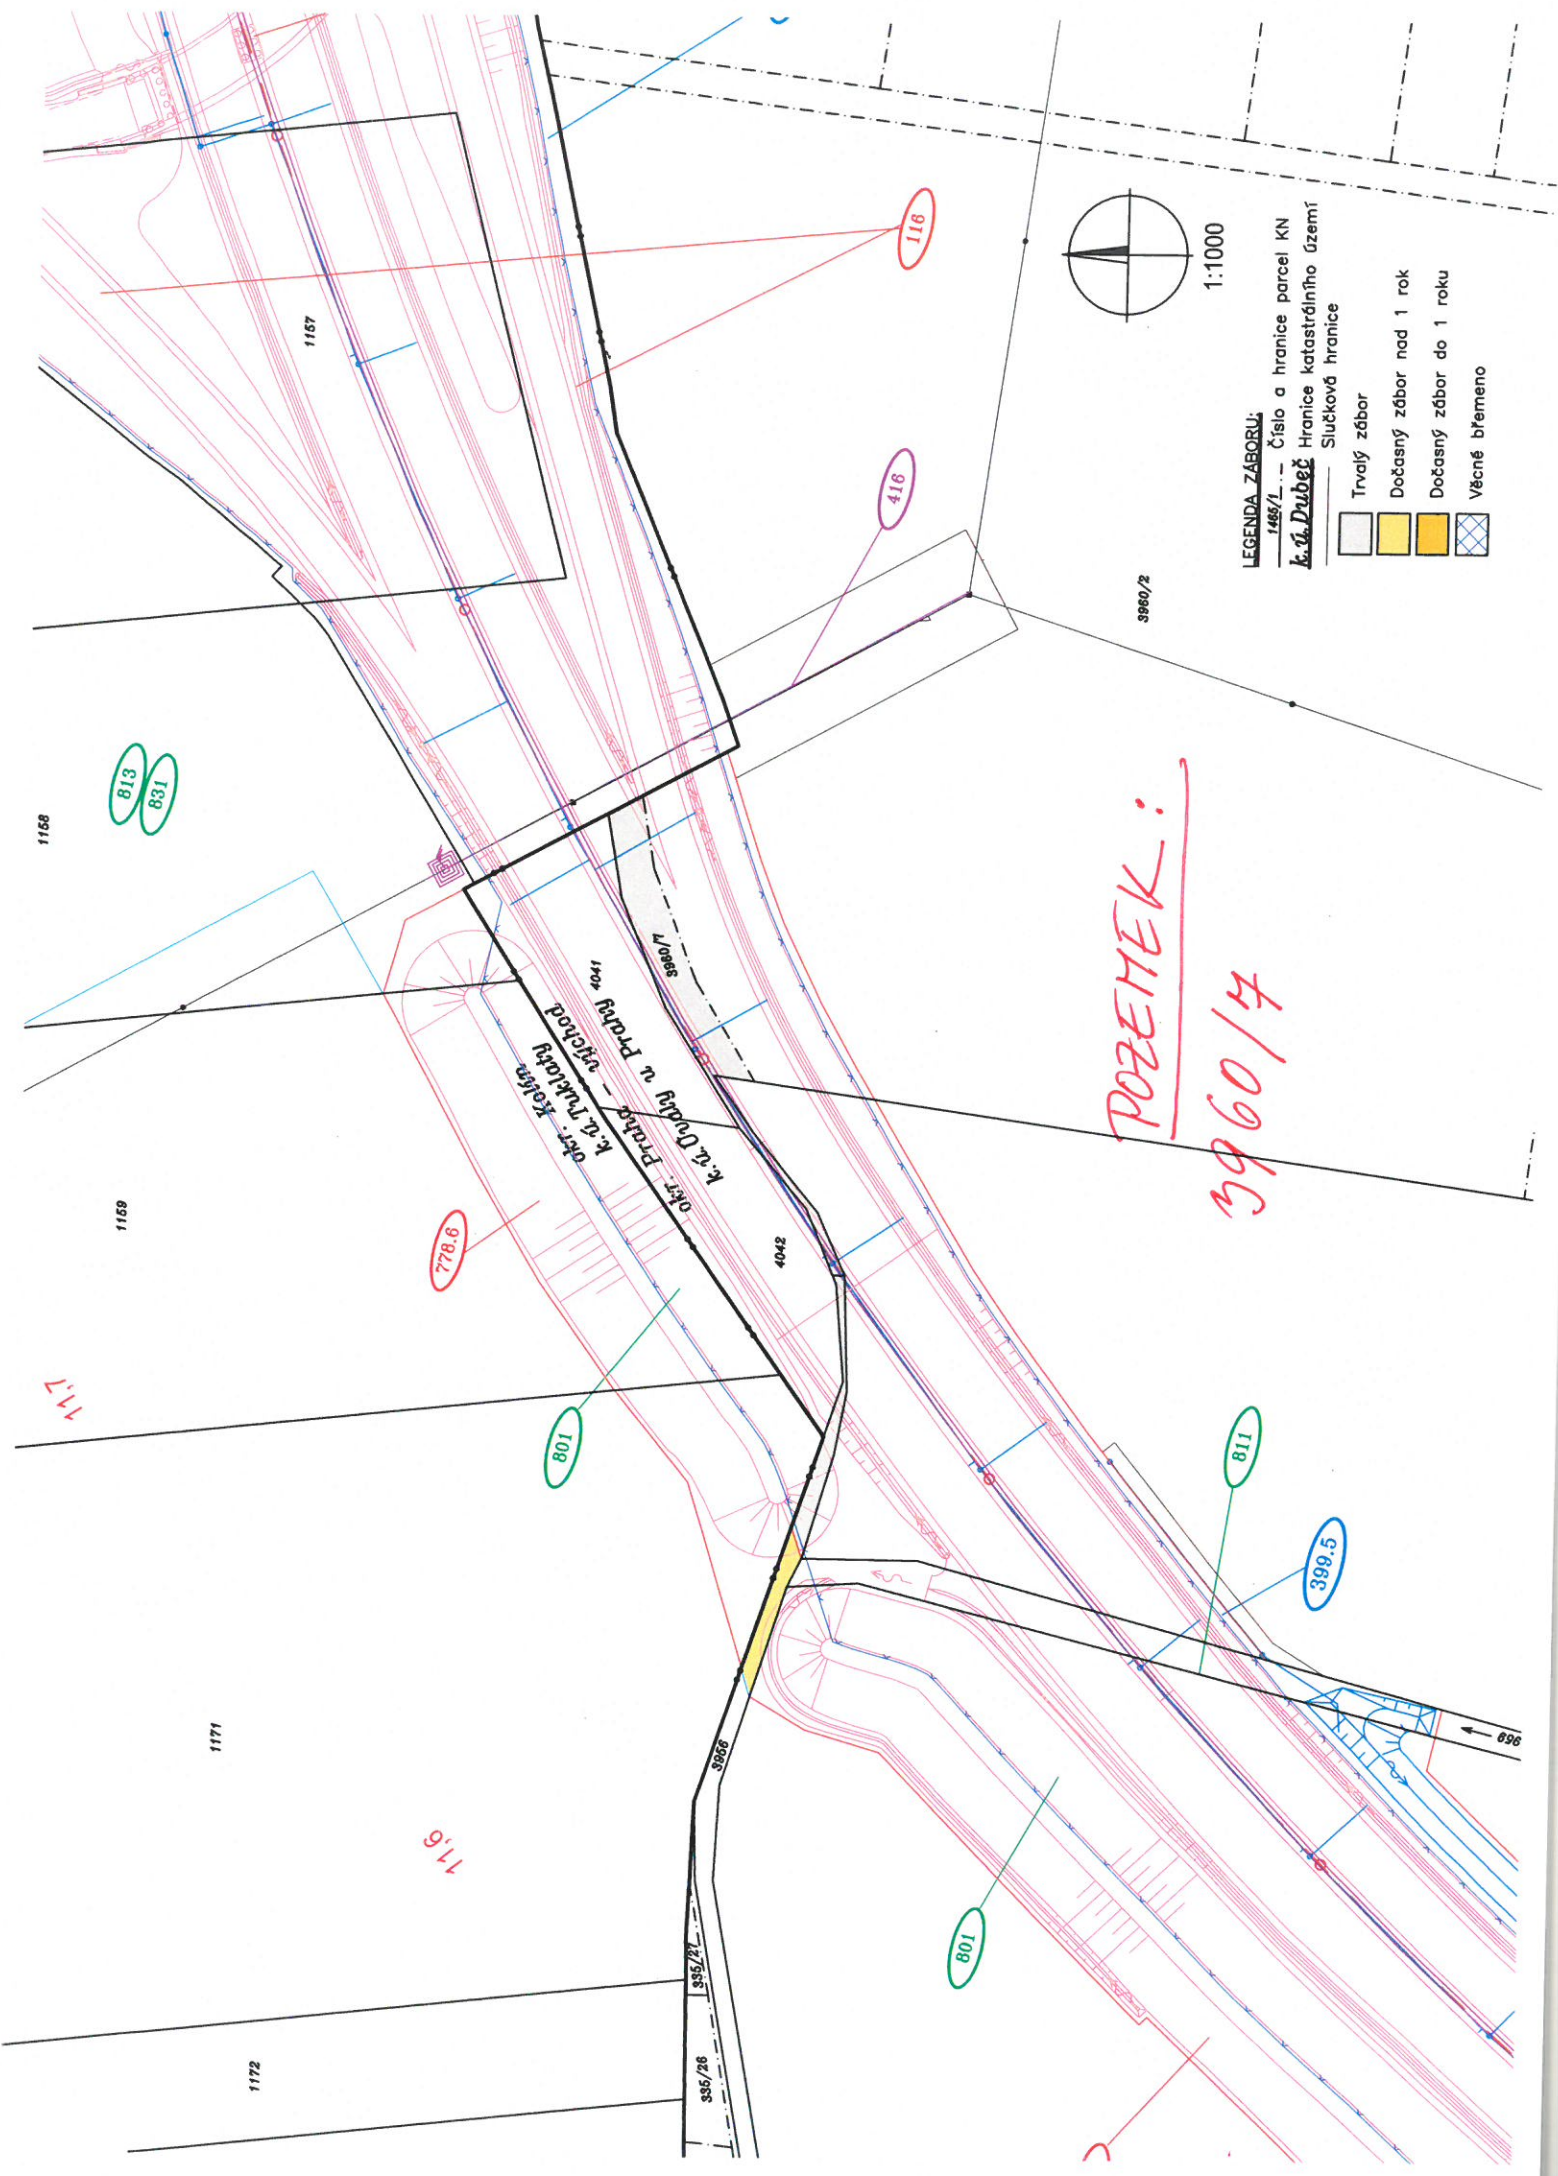 1157
116
1:1000
LEGENDA ZÁBORU:
1465/1 Číslo a hranice parcel KN
k.ú.Dubeč Hranice katastrálního území
Slučková hranice
Trvalý zábor
Dočasný zábor nad 1 rok
Dočasný zábor do 1 roku
Věcné břemeno
416
3960/2
1158
813
831
4041
3960/7
okr. Kolín
k.ú. Tuklaty
okr. Praha - východ
k.ú. Úvaly u Prahy
POZEMEK:
3960/7
1159
778.6
4042
11,7
801
811
399.5
1171
3956
969
11,6
801
335/27
335/26
1172